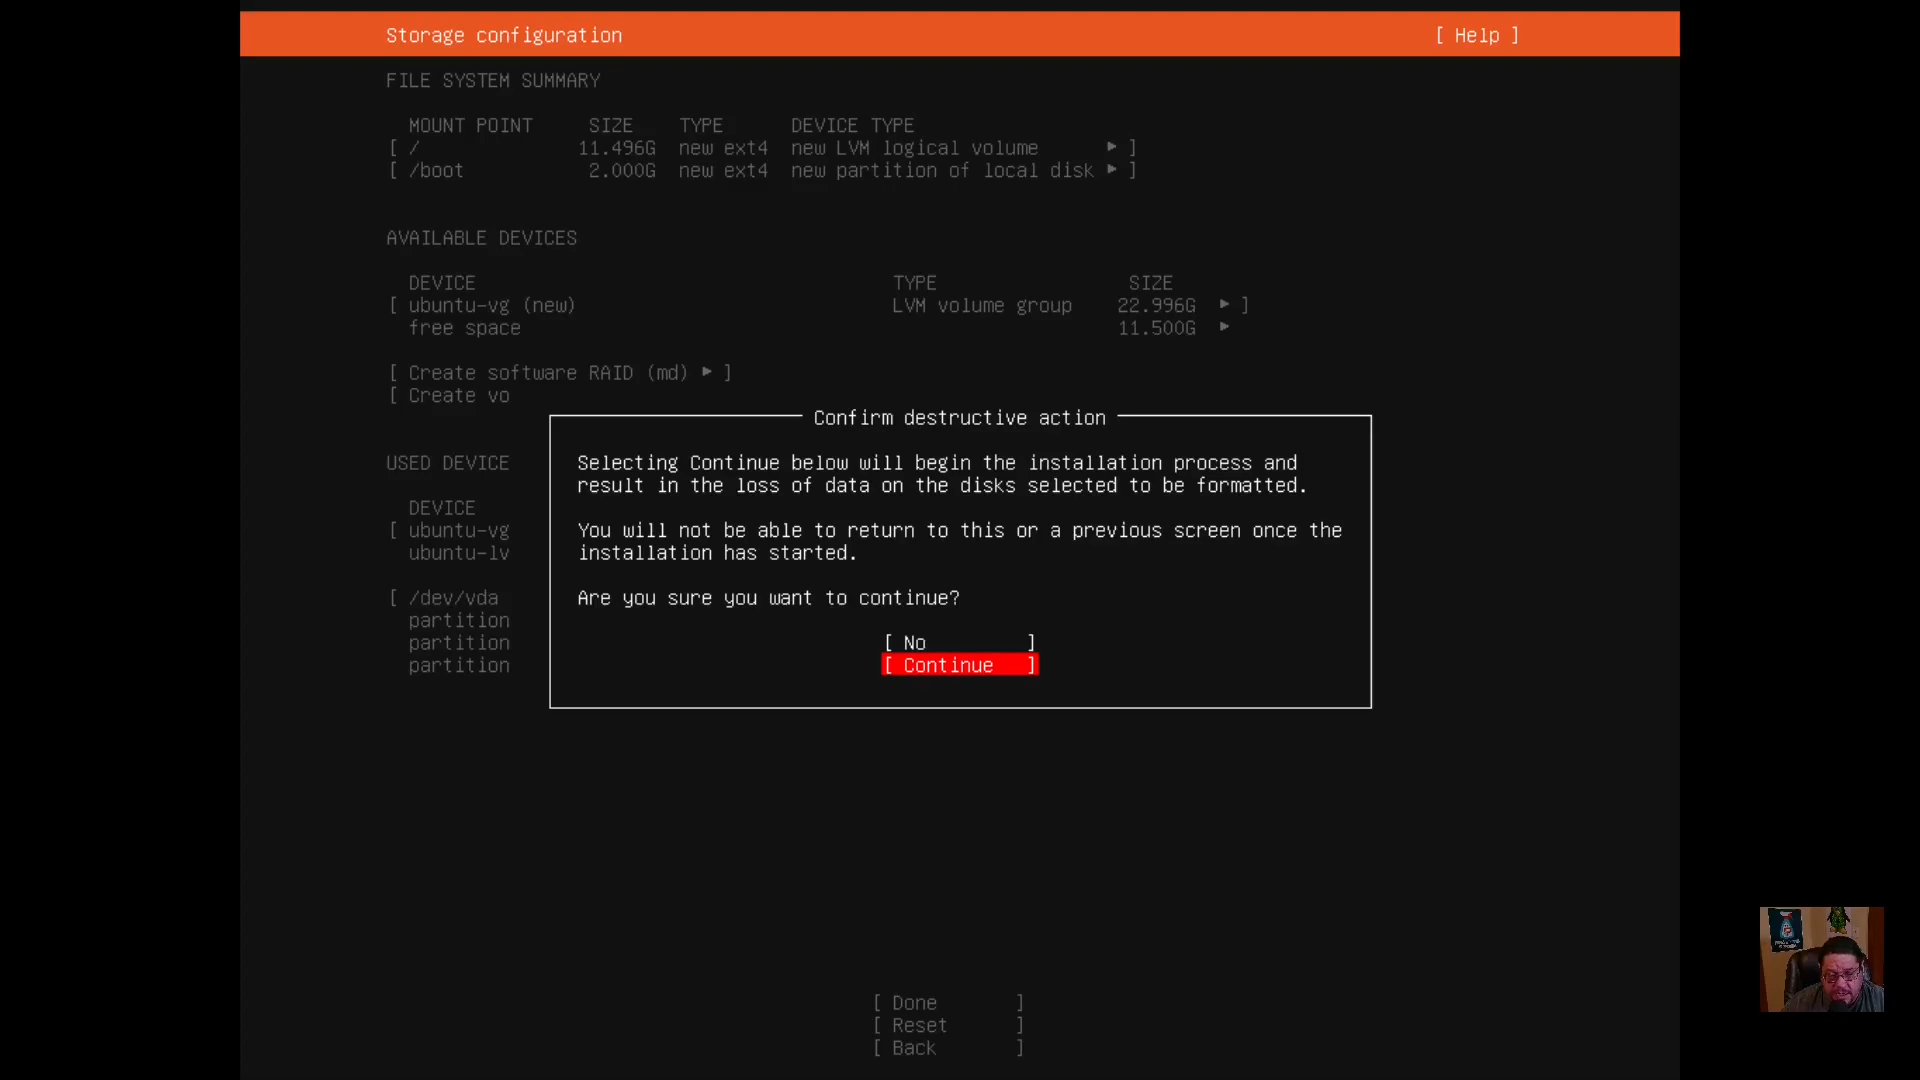 Storage configuration [ Help ]
FILE SYSTEM SUMMARY
MOUNT POINT SIZE TYPE DEVICE TYPE
[ / 11.496G new ext4 new LVM logical volume ▸ ]
[ /boot 2.000G new ext4 new partition of local disk ▸ ]
AVAILABLE DEVICES
DEVICE TYPE SIZE
[ ubuntu-vg (new) LVM volume group 22.996G ▸ ]
free space 11.500G ▸
[ Create software RAID (md) ▸ ]
[ Create vo
Confirm destructive action
USED DEVICE
Selecting Continue below will begin the installation process and
result in the loss of data on the disks selected to be formatted.
DEVICE
[ ubuntu-vg
ubuntu-lv
You will not be able to return to this or a previous screen once the
installation has started.
[ /dev/vda
partition
partition
partition
Are you sure you want to continue?
[ No ]
[ Continue ]
[ Done ]
[ Reset ]
[ Back ]